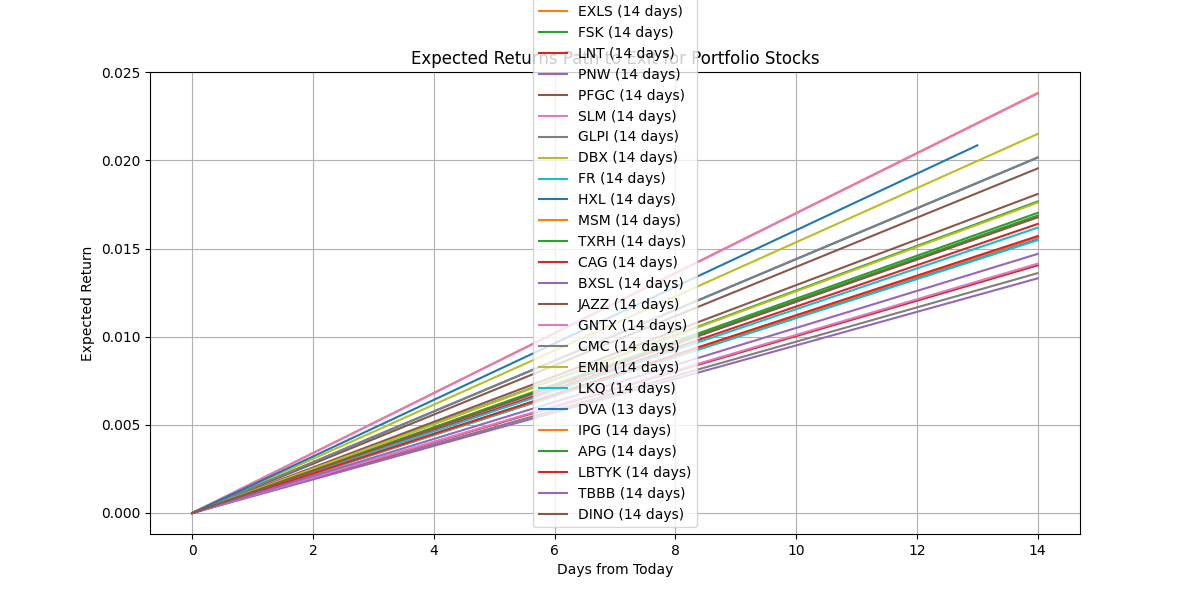 Expected Returns Path to Exit for Portfolio Stocks
EXLS (14 days)
FSK (14 days)
LNT (14 days)
PNW (14 days)
PFGC (14 days)
SLM (14 days)
GLPI (14 days)
DBX (14 days)
FR (14 days)
HXL (14 days)
MSM (14 days)
TXRH (14 days)
CAG (14 days)
BXSL (14 days)
JAZZ (14 days)
GNTX (14 days)
CMC (14 days)
EMN (14 days)
LKQ (14 days)
DVA (13 days)
IPG (14 days)
APG (14 days)
LBTYK (14 days)
TBBB (14 days)
DINO (14 days)
Expected Return
0.025
0.020
0.015
0.010
0.005
0.000
0 2 4 6 8 10 12 14
Days from Today